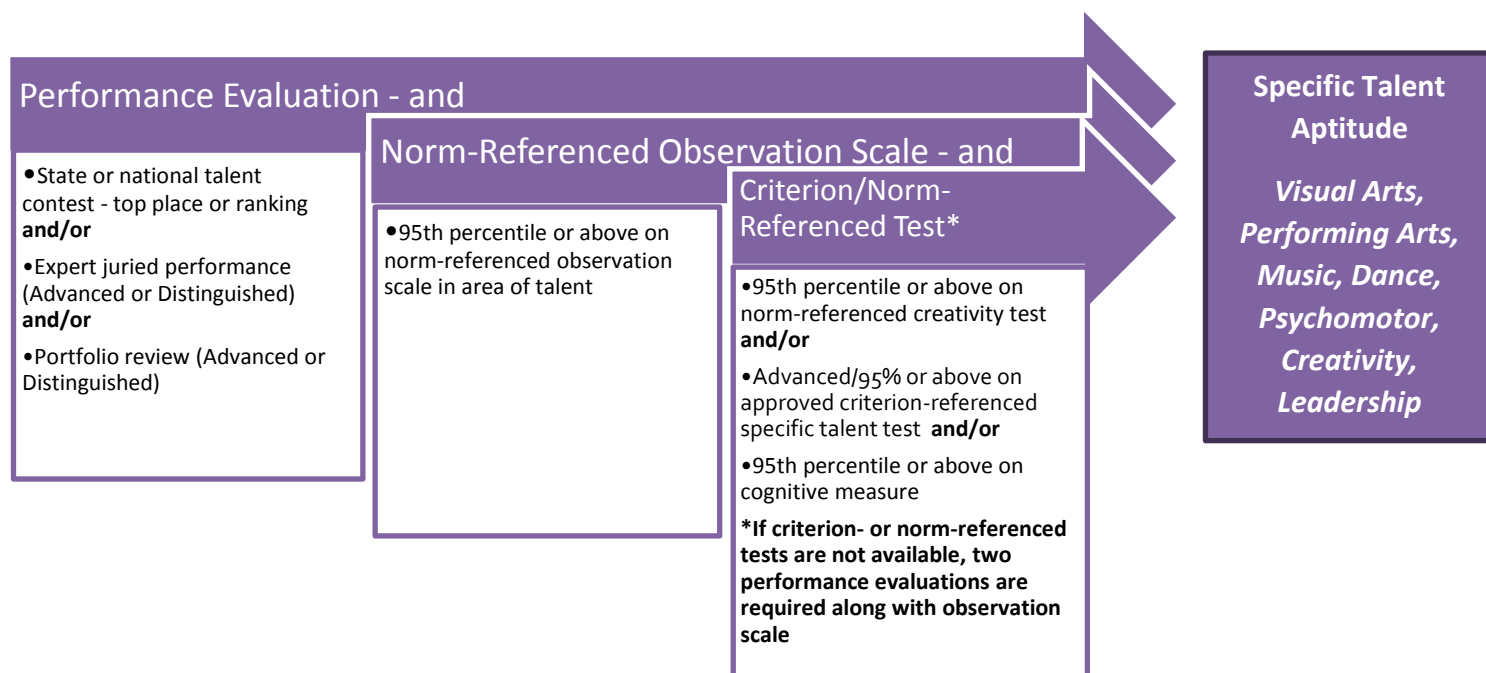 Performance Evaluation - and
•State or national talent
contest - top place or ranking
and/or
•Expert juried performance
(Advanced or Distinguished)
and/or
•Portfolio review (Advanced or
Distinguished)
Norm-Referenced Observation Scale - and
•95th percentile or above on
norm-referenced observation
scale in area of talent
Criterion/Norm-
Referenced Test*
•95th percentile or above on
norm-referenced creativity test
and/or
•Advanced/95% or above on
approved criterion-referenced
specific talent test and/or
•95th percentile or above on
cognitive measure
*If criterion- or norm-referenced
tests are not available, two
performance evaluations are
required along with observation
scale
Specific Talent
Aptitude
Visual Arts,
Performing Arts,
Music, Dance,
Psychomotor,
Creativity,
Leadership